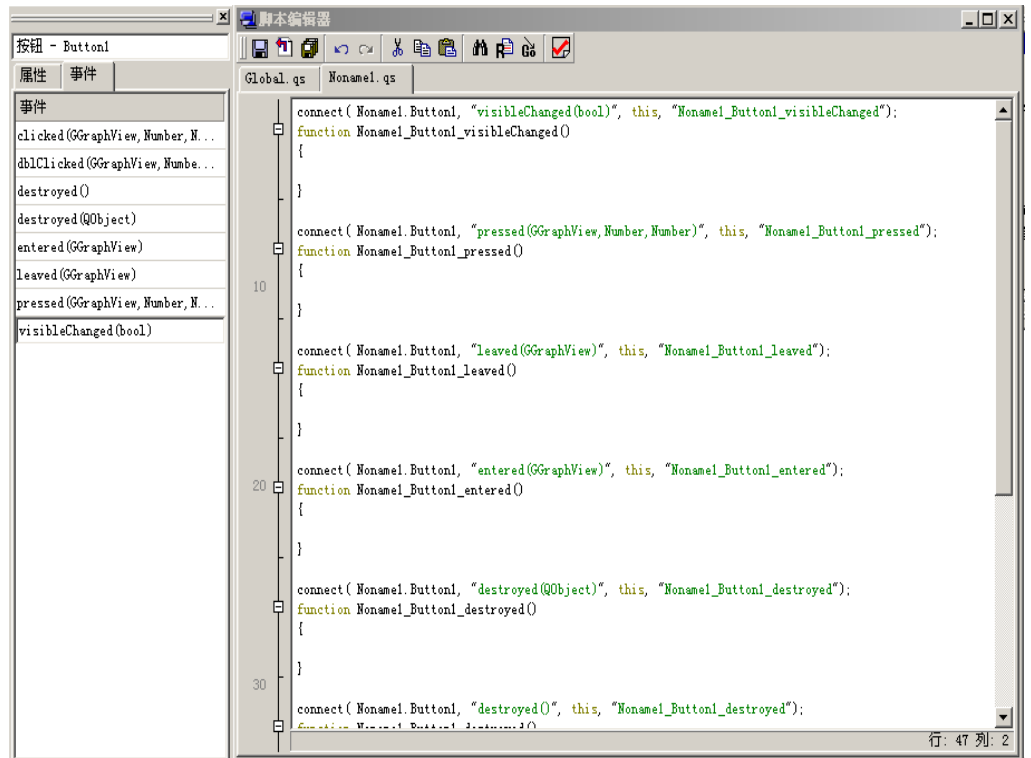 按钮 - Button1
属性 事件
事件
clicked(GGraphView,Number,N...
dblClicked(GGraphView,Numbe...
destroyed()
destroyed(QObject)
entered(GGraphView)
leaved(GGraphView)
pressed(GGraphView,Number,N...
visibleChanged(bool)
脚本编辑器
Global.qs Noname1.qs
connect( Noname1.Button1, "visibleChanged(bool)", this, "Noname1_Button1_visibleChanged");
function Noname1_Button1_visibleChanged()
{
}
connect( Noname1.Button1, "pressed(GGraphView,Number,Number)", this, "Noname1_Button1_pressed");
function Noname1_Button1_pressed()
10 {
}
connect( Noname1.Button1, "leaved(GGraphView)", this, "Noname1_Button1_leaved");
function Noname1_Button1_leaved()
{
}
connect( Noname1.Button1, "entered(GGraphView)", this, "Noname1_Button1_entered");
20 function Noname1_Button1_entered()
{
}
connect( Noname1.Button1, "destroyed(QObject)", this, "Noname1_Button1_destroyed");
function Noname1_Button1_destroyed()
{
}
30
connect( Noname1.Button1, "destroyed()", this, "Noname1_Button1_destroyed");
function Noname1_Button1_destroyed()
行: 47 列: 2